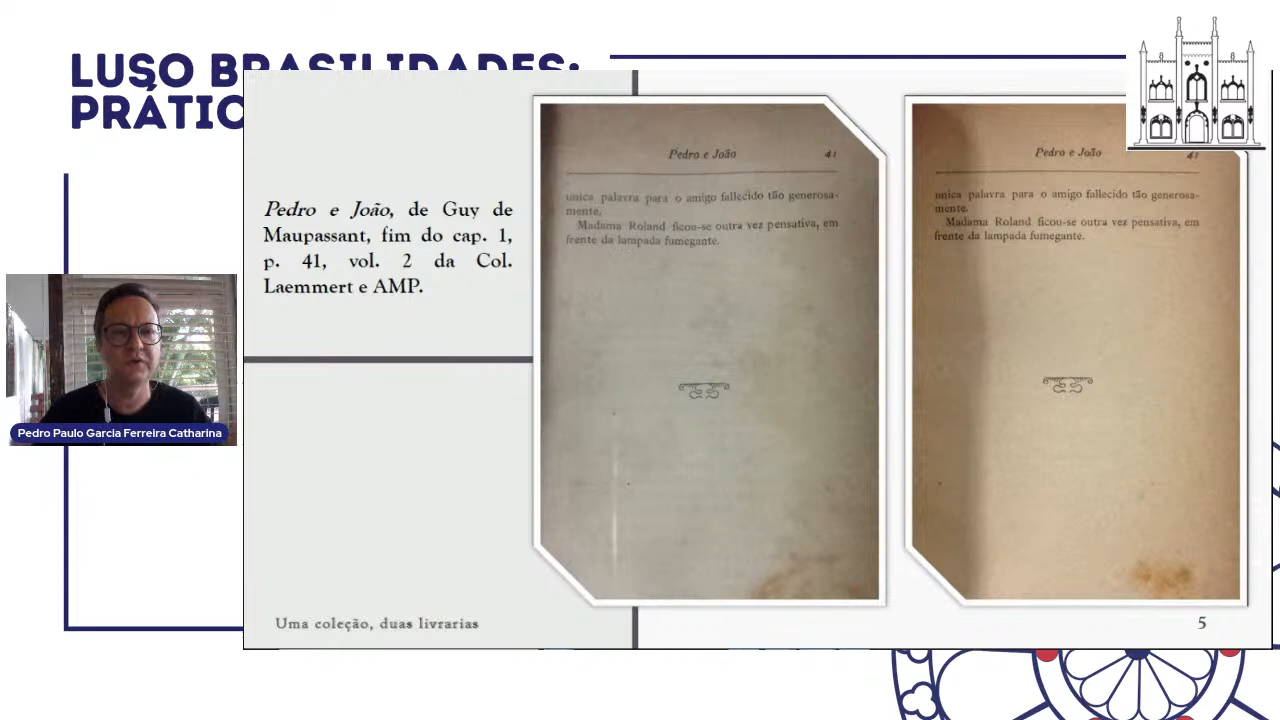 LUSO BRASILIDADES:
PRÁTIC
Pedro e João, de Guy de
Maupassant, fim do cap. 1,
p. 41, vol. 2 da Col.
Laemmert e AMP.
Pedro e João 41
unica palavra para o amigo fallecido tão generosa-
mente.
Madama Roland ficou-se outra vez pensativa, em
frente da lampada fumegante.
Pedro e João 41
unica palavra para o amigo fallecido tão generosa-
mente.
Madama Roland ficou-se outra vez pensativa, em
frente da lampada fumegante.
Pedro Paulo Garcia Ferreira Catharina
Uma coleção, duas livrarias
5